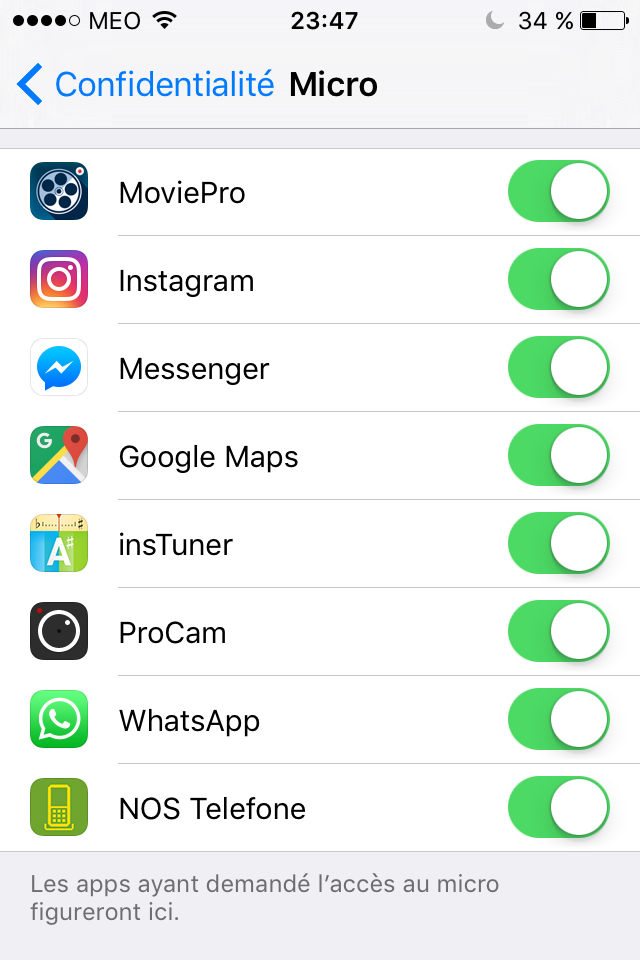 MEO 23:47 34 %
Confidentialité Micro
MoviePro
Instagram
Messenger
G
Google Maps
A
insTuner
ProCam
WhatsApp
NOS Telefone
Les apps ayant demandé l’accès au micro
figureront ici.